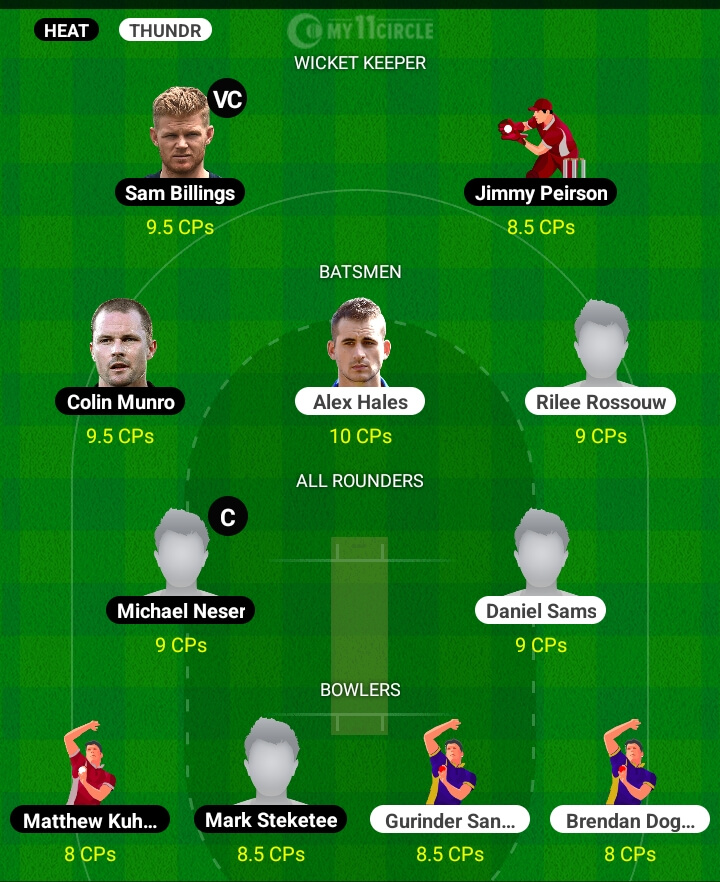 HEAT THUNDR MY11CIRCLE
WICKET KEEPER
VC
Sam Billings Jimmy Peirson
9.5 CPs 8.5 CPs
BATSMEN
Colin Munro Alex Hales Rilee Rossouw
9.5 CPs 10 CPs 9 CPs
ALL ROUNDERS
C
Michael Neser Daniel Sams
9 CPs 9 CPs
BOWLERS
Matthew Kuh... Mark Steketee Gurinder San... Brendan Dog...
8 CPs 8.5 CPs 8.5 CPs 8 CPs